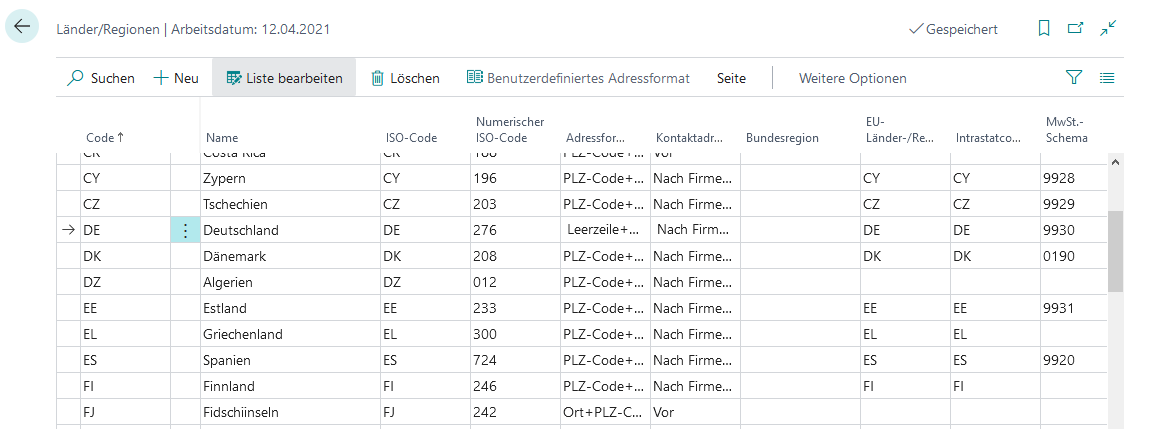 Länder/Regionen | Arbeitsdatum: 12.04.2021 Gespeichert
Suchen Neu Liste bearbeiten Löschen Benutzerdefiniertes Adressformat Seite Weitere Optionen
Code ↑ Name ISO-Code Numerischer ISO-Code Adressfor... Kontaktadr... Bundesregion EU-Länder-/Re... Intrastatco... MwSt.-Schema
CR Costa Rica CR 188 PLZ-Code+... Vor
CY Zypern CY 196 PLZ-Code+... Nach Firme... CY CY 9928
CZ Tschechien CZ 203 PLZ-Code+... Nach Firme... CZ CZ 9929
DE Deutschland DE 276 Leerzeile+... Nach Firm... DE DE 9930
DK Dänemark DK 208 PLZ-Code+... Nach Firme... DK DK 0190
DZ Algerien DZ 012 PLZ-Code+... Nach Firme...
EE Estland EE 233 PLZ-Code+... Nach Firme... EE EE 9931
EL Griechenland EL 300 PLZ-Code+... Nach Firme... EL EL
ES Spanien ES 724 PLZ-Code+... Nach Firme... ES ES 9920
FI Finnland FI 246 PLZ-Code+... Nach Firme... FI FI
FJ Fidschiinseln FJ 242 Ort+PLZ-C... Vor